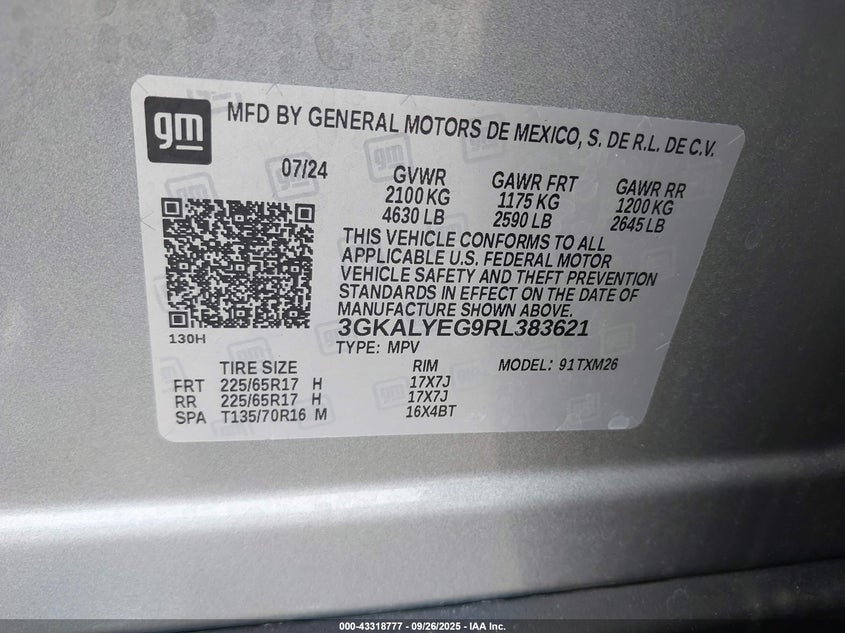 gm
MFD BY GENERAL MOTORS DE MEXICO, S. DE R.L. DE C.V.
07/24
GVWR GAWR FRT GAWR RR
2100 KG 1175 KG 1200 KG
4630 LB 2590 LB 2645 LB
THIS VEHICLE CONFORMS TO ALL
APPLICABLE U.S. FEDERAL MOTOR
VEHICLE SAFETY AND THEFT PREVENTION
STANDARDS IN EFFECT ON THE DATE OF
MANUFACTURE SHOWN ABOVE.
130H
3GKALYEG9RL383621
TYPE: MPV MODEL: 91TXM26
TIRE SIZE RIM
FRT 225/65R17 H 17X7J
RR 225/65R17 H 17X7J
SPA T135/70R16 M 16X4BT
000-43318777 - 09/26/2025 - IAA Inc.